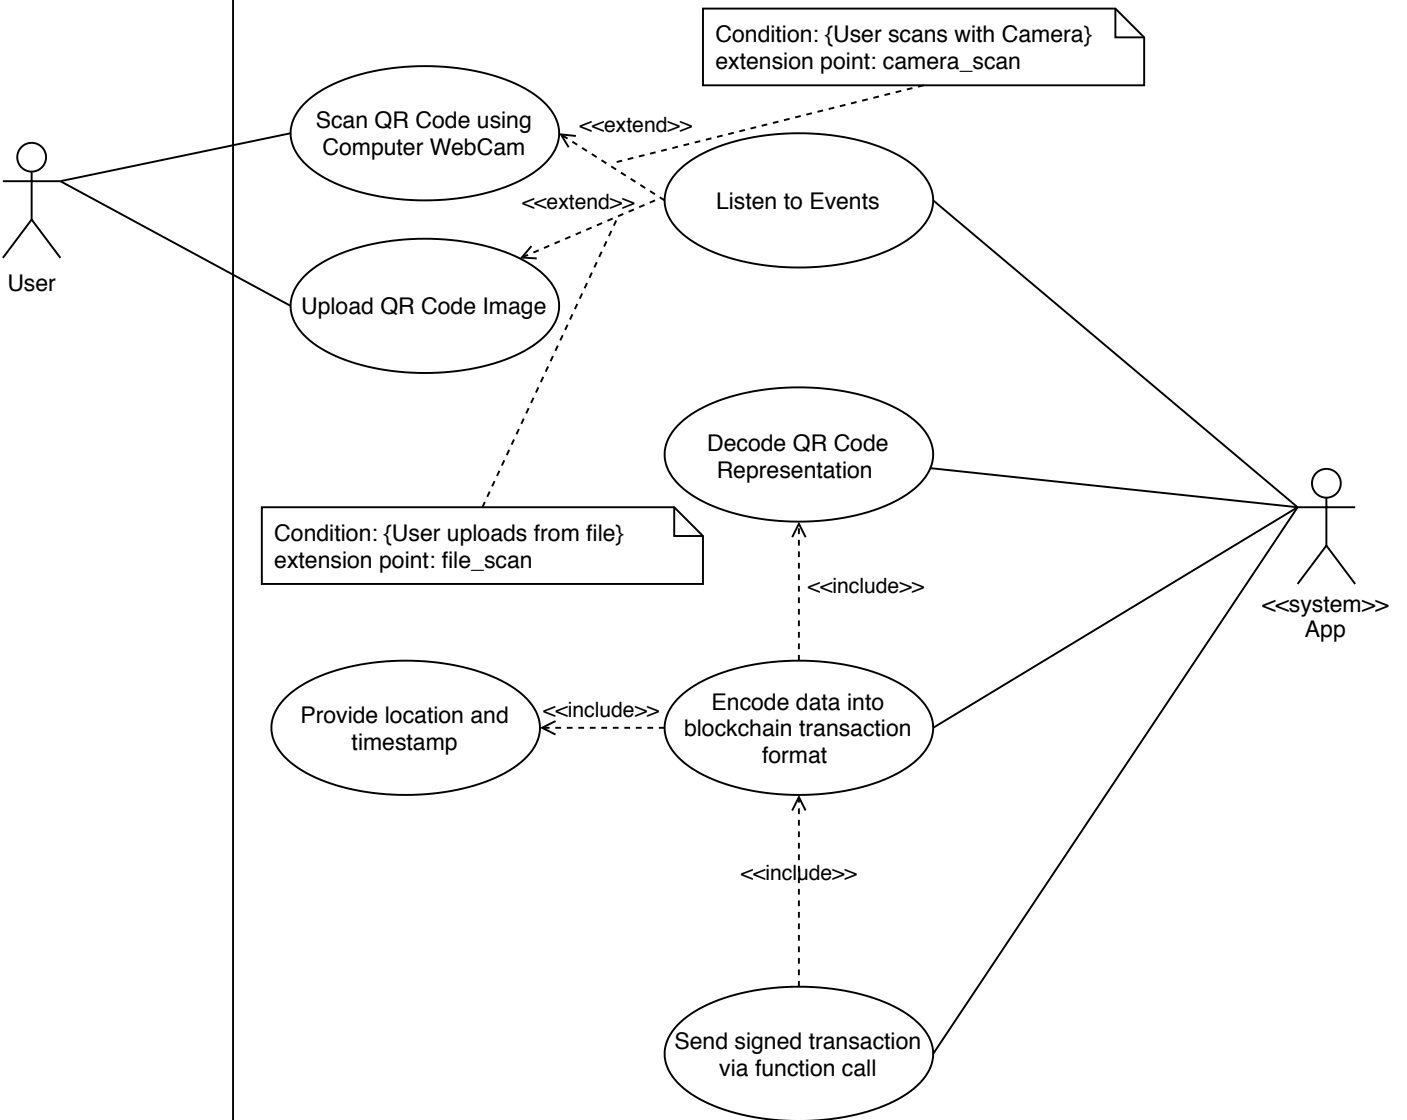 Condition: {User scans with Camera}
extension point: camera_scan
Scan QR Code using
Computer WebCam
<<extend>>
<<extend>>
Listen to Events
User
Upload QR Code Image
Decode QR Code
Representation
Condition: {User uploads from file}
extension point: file_scan
<<include>>
<<system>>
App
Provide location and
timestamp
<<include>>
Encode data into
blockchain transaction
format
<<include>>
Send signed transaction
via function call